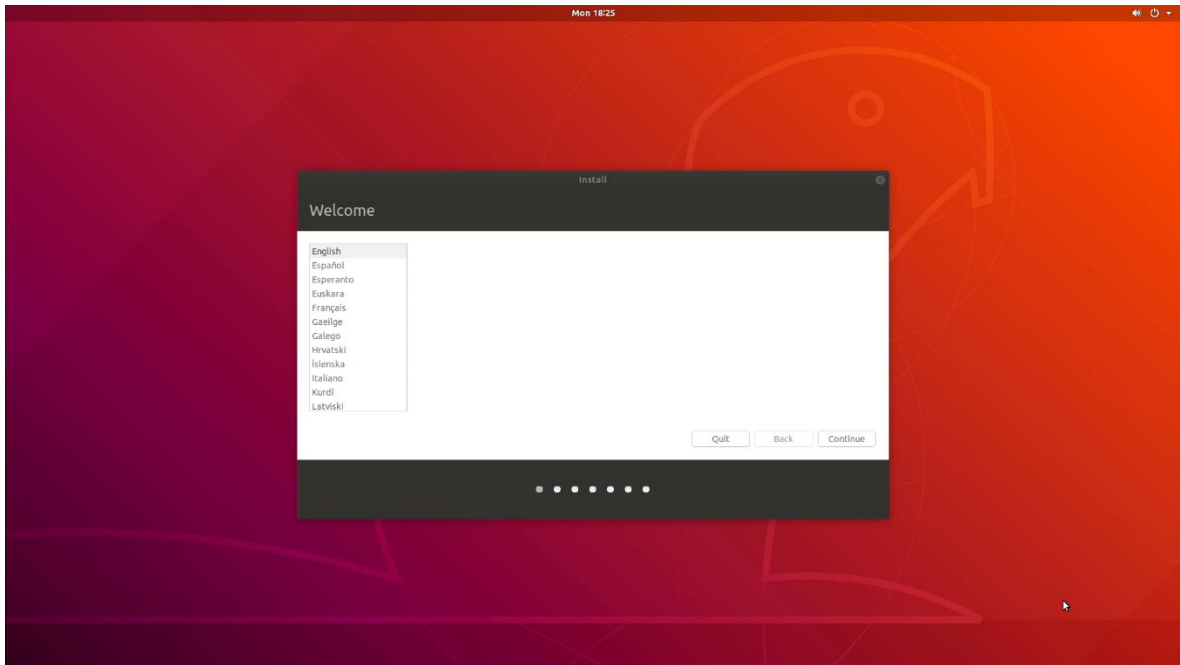 Mon 18:25
Install
Welcome
English
Español
Esperanto
Euskara
Français
Gaeilge
Galego
Hrvatski
Íslenska
Italiano
Kurdî
Latviski
Quit Back Continue